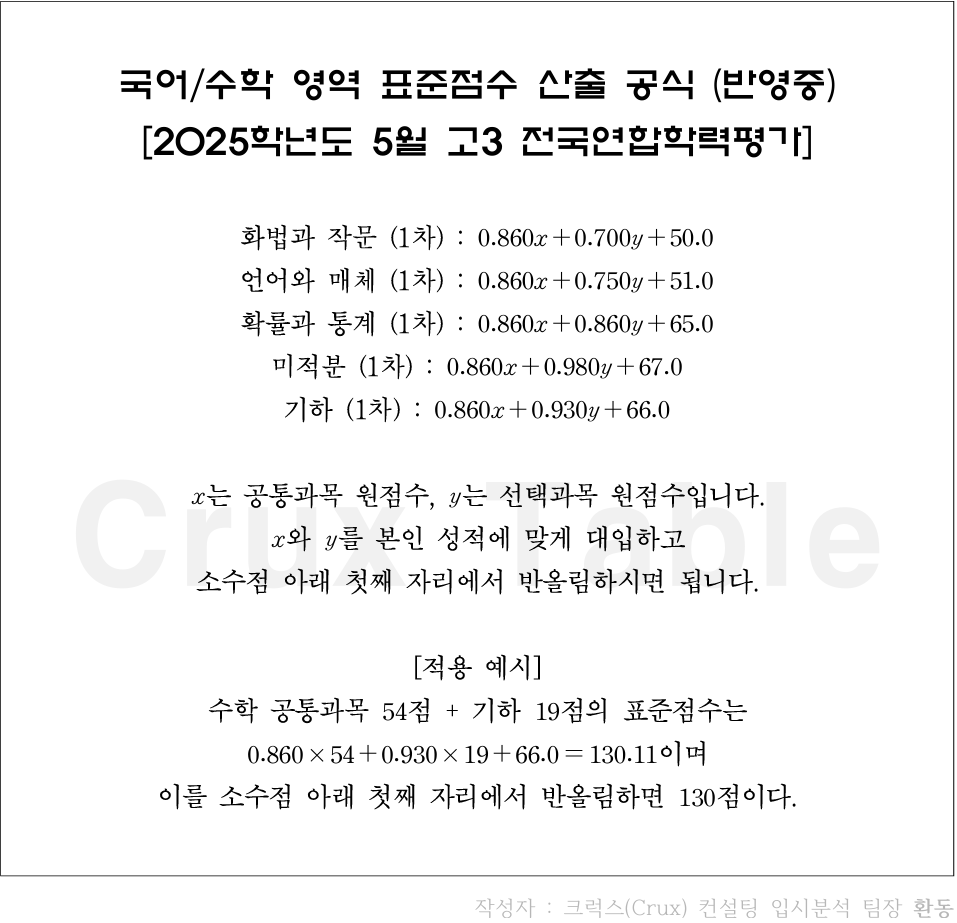 국어/수학 영역 표준점수 산출 공식 (반영중)
[2025학년도 5월 고3 전국연합학력평가]
화법과 작문 (1차) : 0.860x+0.700y+50.0
언어와 매체 (1차) : 0.860x+0.750y+51.0
확률과 통계 (1차) : 0.860x+0.860y+65.0
미적분 (1차) : 0.860x+0.980y+67.0
기하 (1차) : 0.860x+0.930y+66.0
Crux Table
x는 공통과목 원점수, y는 선택과목 원점수입니다.
x와 y를 본인 성적에 맞게 대입하고
소수점 아래 첫째 자리에서 반올림하시면 됩니다.
[적용 예시]
수학 공통과목 54점 + 기하 19점의 표준점수는
0.860×54+0.930×19+66.0=130.11이며
이를 소수점 아래 첫째 자리에서 반올림하면 130점이다.
작성자 : 크럭스(Crux) 컨설팅 입시분석 팀장 환동